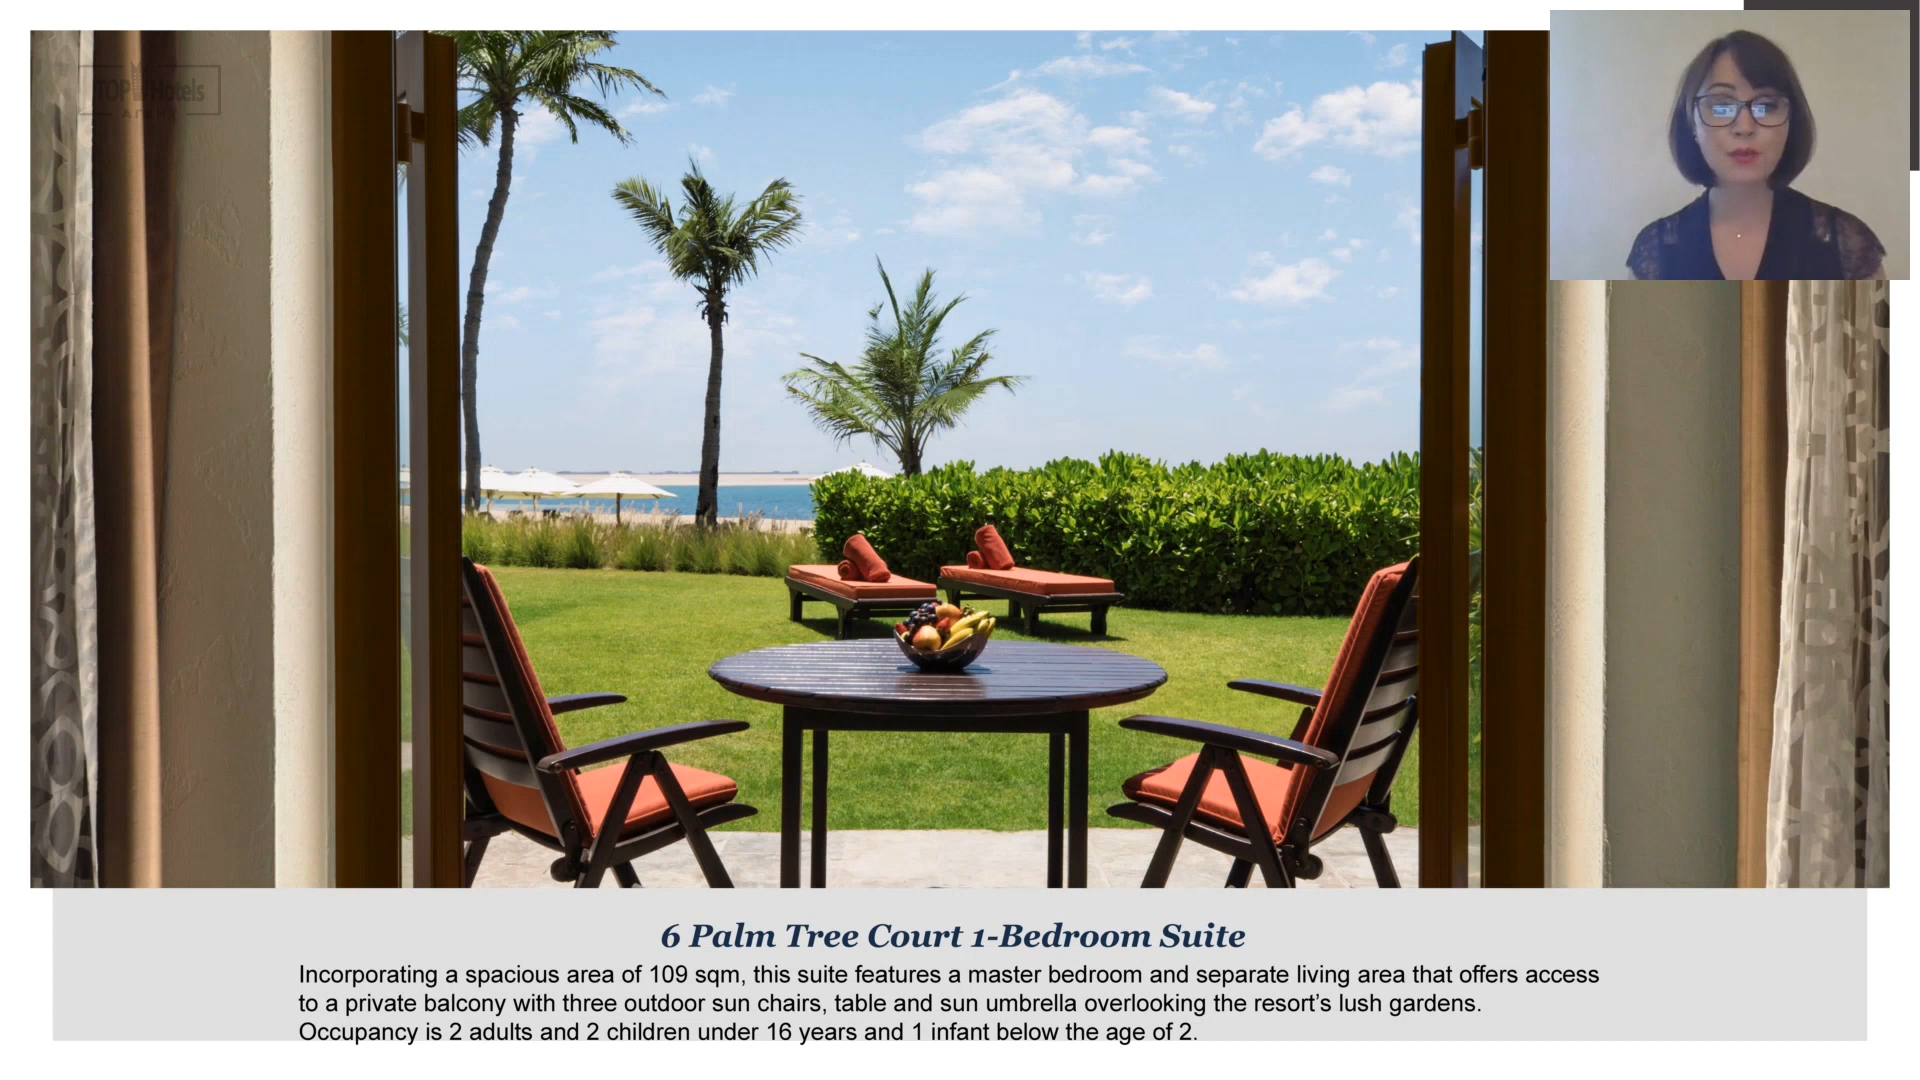 TOP Hotels
6 Palm Tree Court 1-Bedroom Suite
Incorporating a spacious area of 109 sqm, this suite features a master bedroom and separate living area that offers access
to a private balcony with three outdoor sun chairs, table and sun umbrella overlooking the resort’s lush gardens.
Occupancy is 2 adults and 2 children under 16 years and 1 infant below the age of 2.